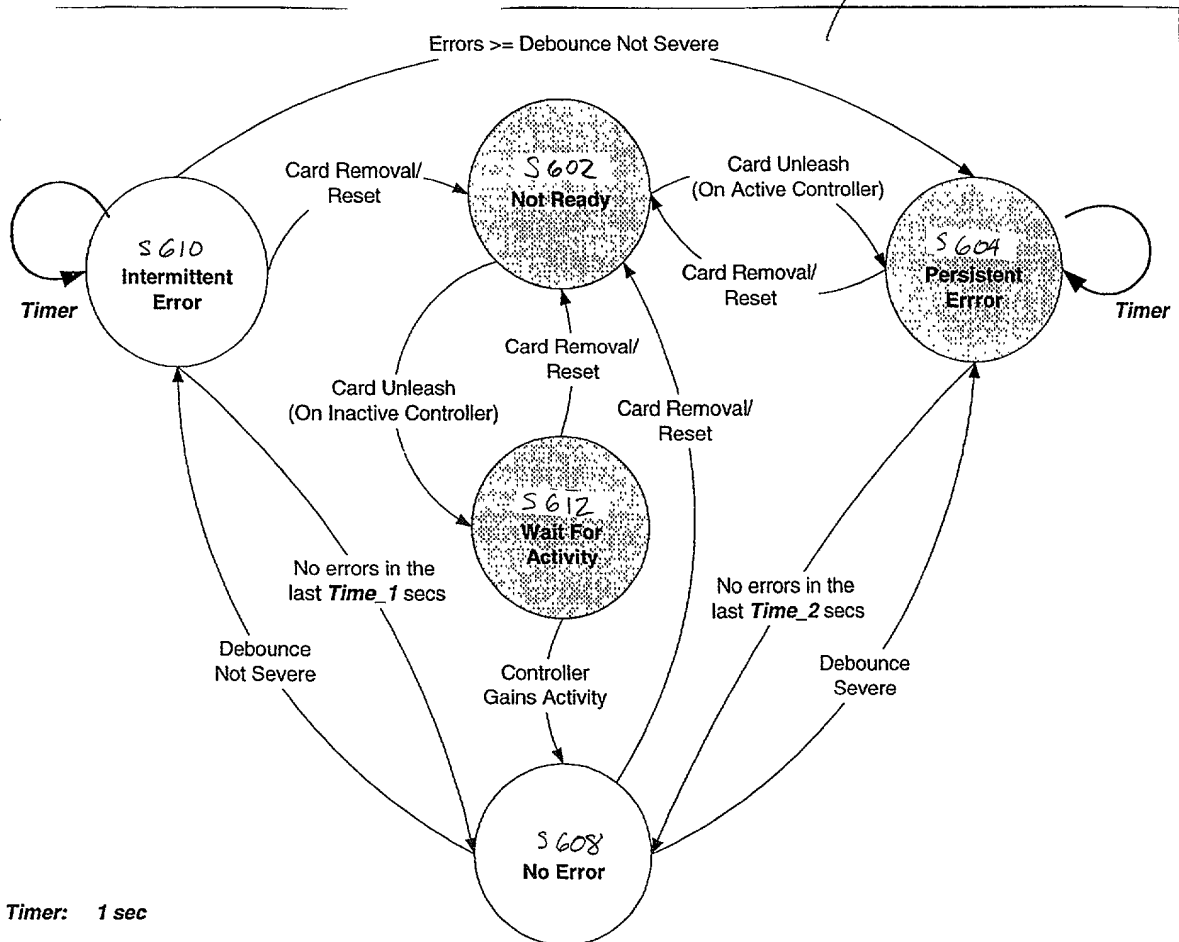 Errors >= Debounce Not Severe
Card Removal/
Reset
S602
Not Ready
Card Unleash
(On Active Controller)
S610
Intermittent
Error
Timer
Card Removal/
Reset
S604
Persistent
Errror
Timer
Card Unleash
(On Inactive Controller)
Card Removal/
Reset
Card Removal/
Reset
S612
Wait For
Activity
No errors in the
last Time_1 secs
No errors in the
last Time_2 secs
Debounce
Not Severe
Controller
Gains Activity
Debounce
Severe
S608
No Error
Timer: 1 sec